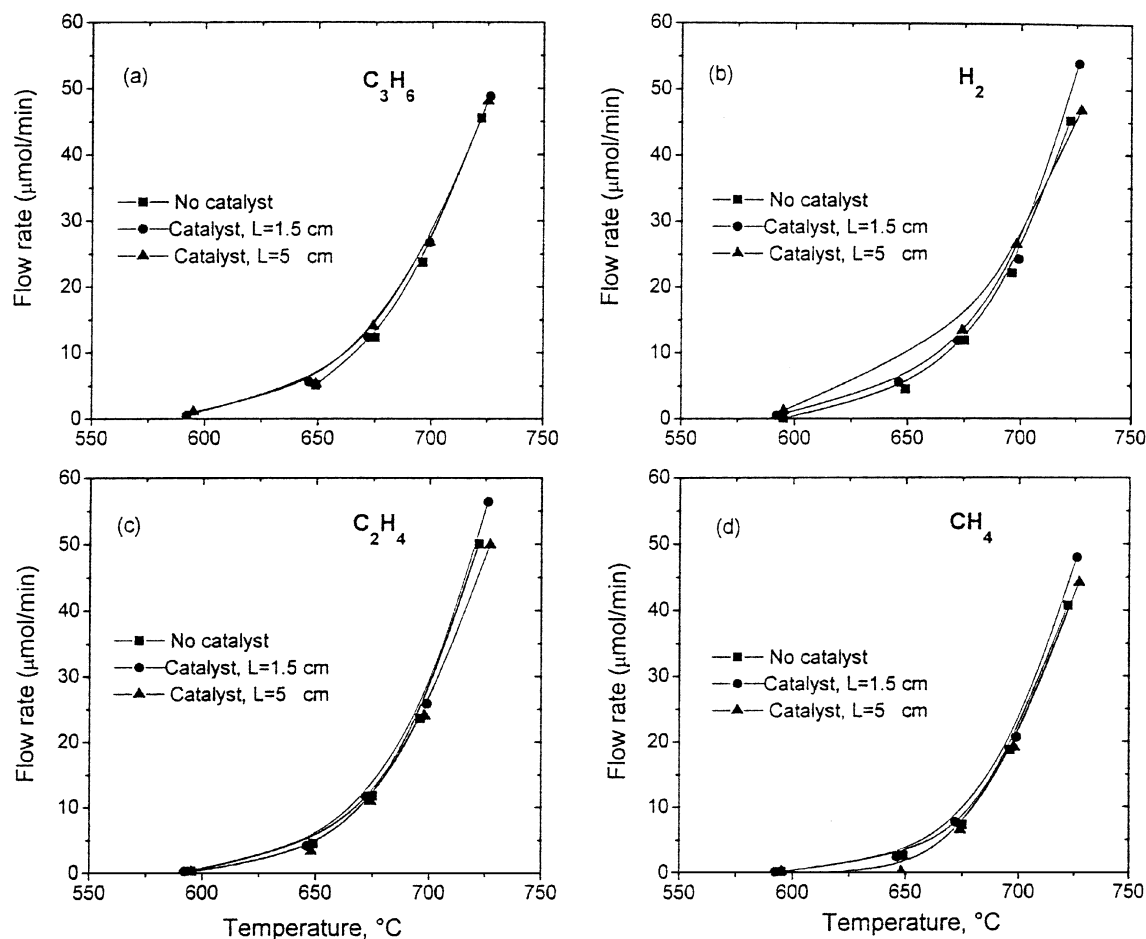 60
50
40
30
20
10
0
Flow rate (μmol/min)
(a)
C3H6
No catalyst
Catalyst, L=1.5 cm
Catalyst, L=5 cm
550
600
650
700
750
60
50
40
30
20
10
0
Flow rate (μmol/min)
(b)
H2
No catalyst
Catalyst, L=1.5 cm
Catalyst, L=5 cm
550
600
650
700
750
60
50
40
30
20
10
0
Flow rate (μmol/min)
(c)
C2H4
No catalyst
Catalyst, L=1.5 cm
Catalyst, L=5 cm
550
600
650
700
750
Temperature, °C
60
50
40
30
20
10
0
Flow rate (μmol/min)
(d)
CH4
No catalyst
Catalyst, L=1.5 cm
Catalyst, L=5 cm
550
600
650
700
750
Temperature, °C